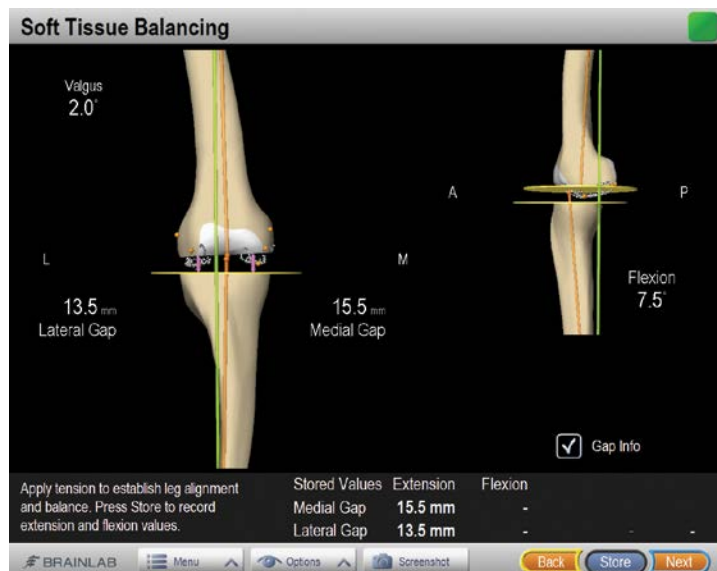 Soft Tissue Balancing
Valgus
2.0°
L
M
13.5 mm
Lateral Gap
15.5 mm
Medial Gap
A
P
Flexion
7.5°
Gap Info
Apply tension to establish leg alignment
and balance. Press Store to record
extension and flexion values.
Stored Values Extension Flexion
Medial Gap 15.5 mm -
Lateral Gap 13.5 mm - - -
BRAINLAB Menu Options Screenshot Back Store Next